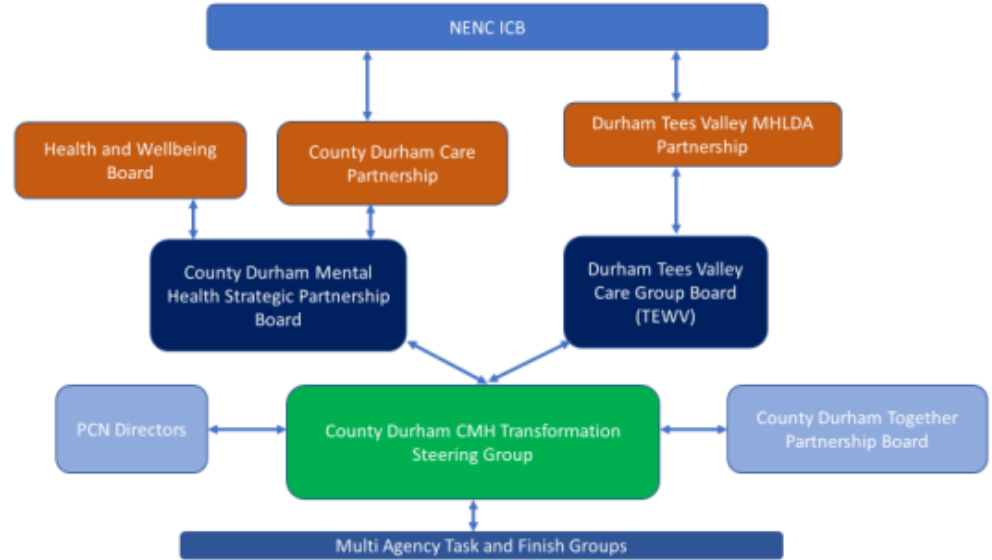 NENC ICB
Health and Wellbeing
Board
County Durham Care
Partnership
Durham Tees Valley MHLDA
Partnership
County Durham Mental
Health Strategic Partnership
Board
Durham Tees Valley
Care Group Board
(TEWV)
PCN Directors
County Durham CMH Transformation
Steering Group
County Durham Together
Partnership Board
Multi Agency Task and Finish Groups